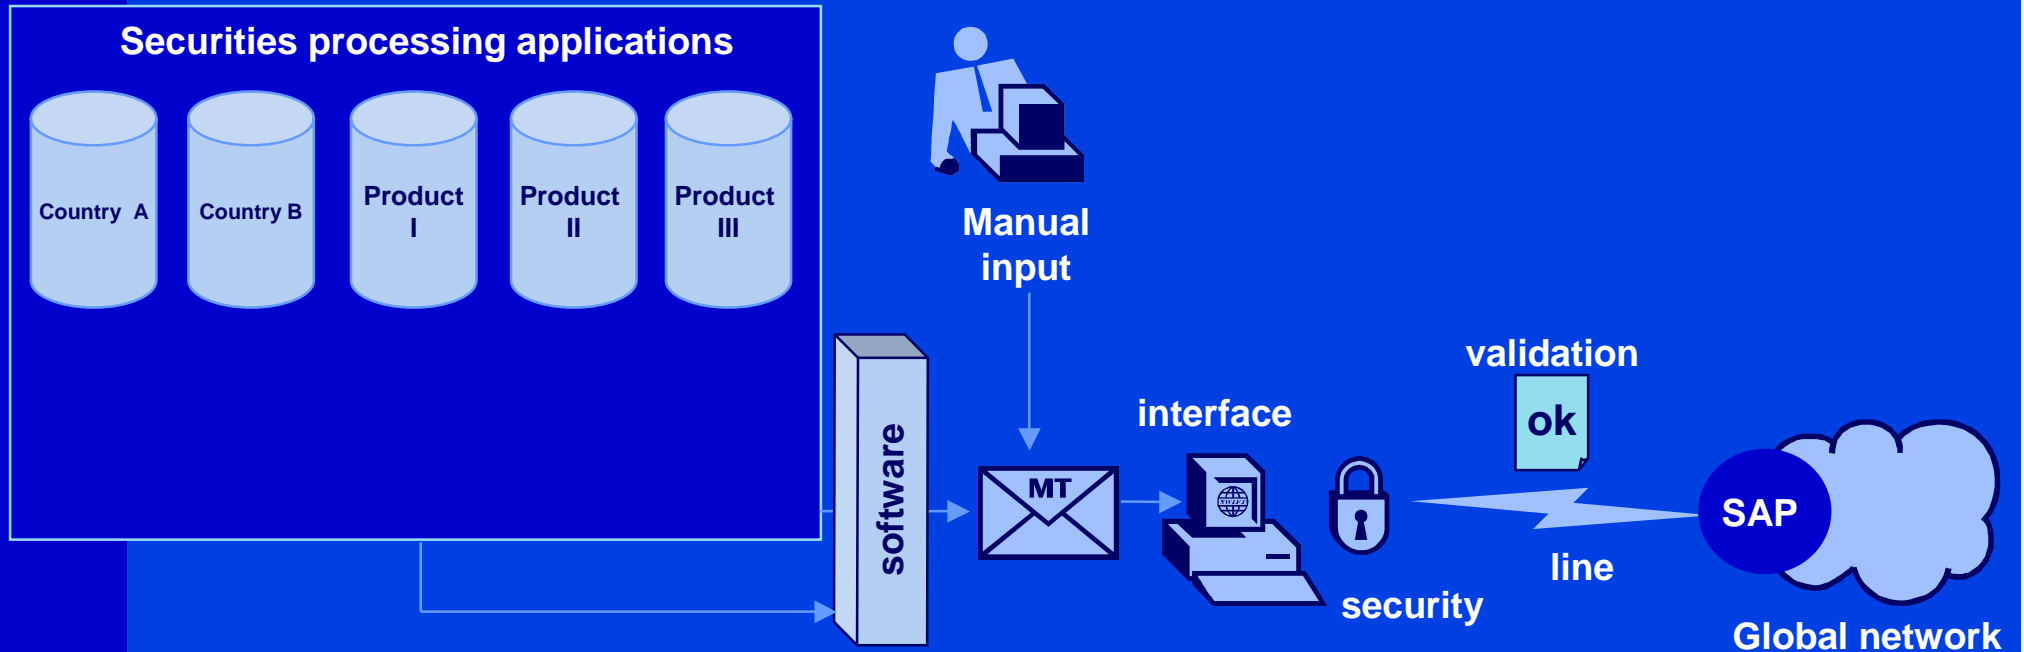 Securities processing applications
Country A
Country B
Product
I
Product
II
Product
III
Manual
input
software
MT
interface
security
validation
ok
line
SAP
Global network